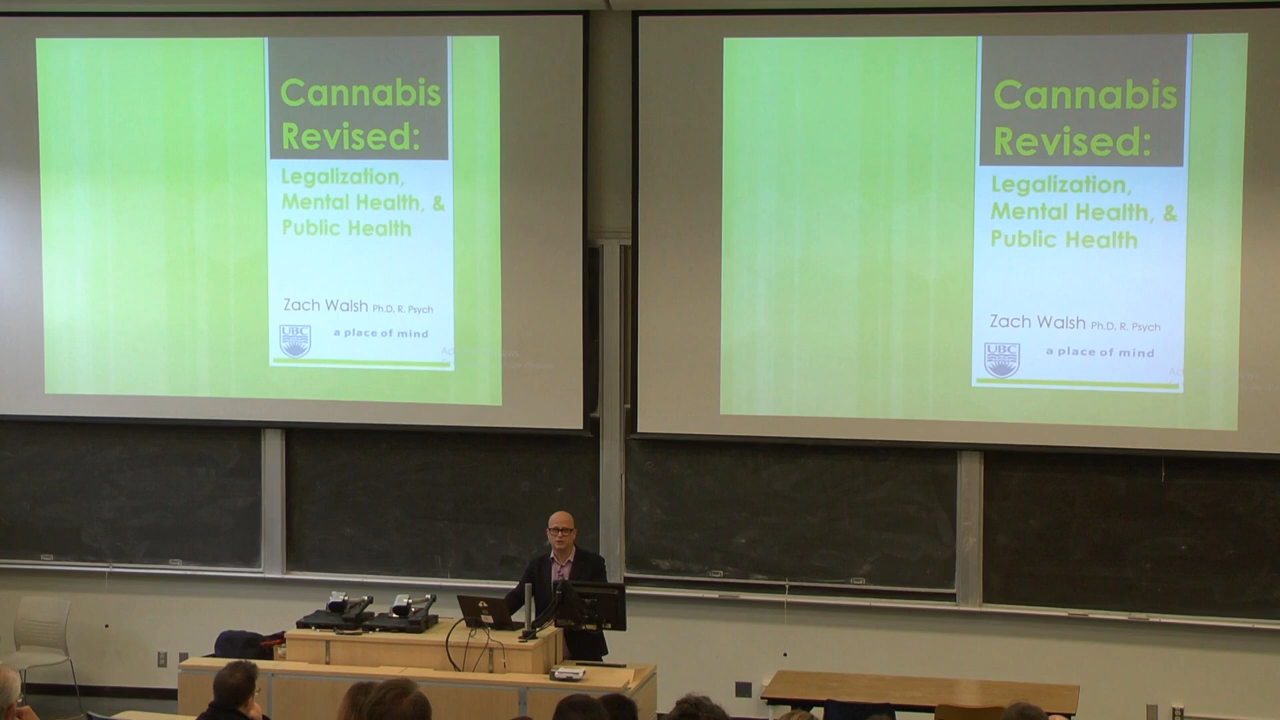 Cannabis
Revised:
Legalization,
Mental Health, &
Public Health
Zach Walsh Ph.D, R. Psych
UBC
a place of mind
Cannabis
Revised:
Legalization,
Mental Health, &
Public Health
Zach Walsh Ph.D, R. Psych
UBC
a place of mind